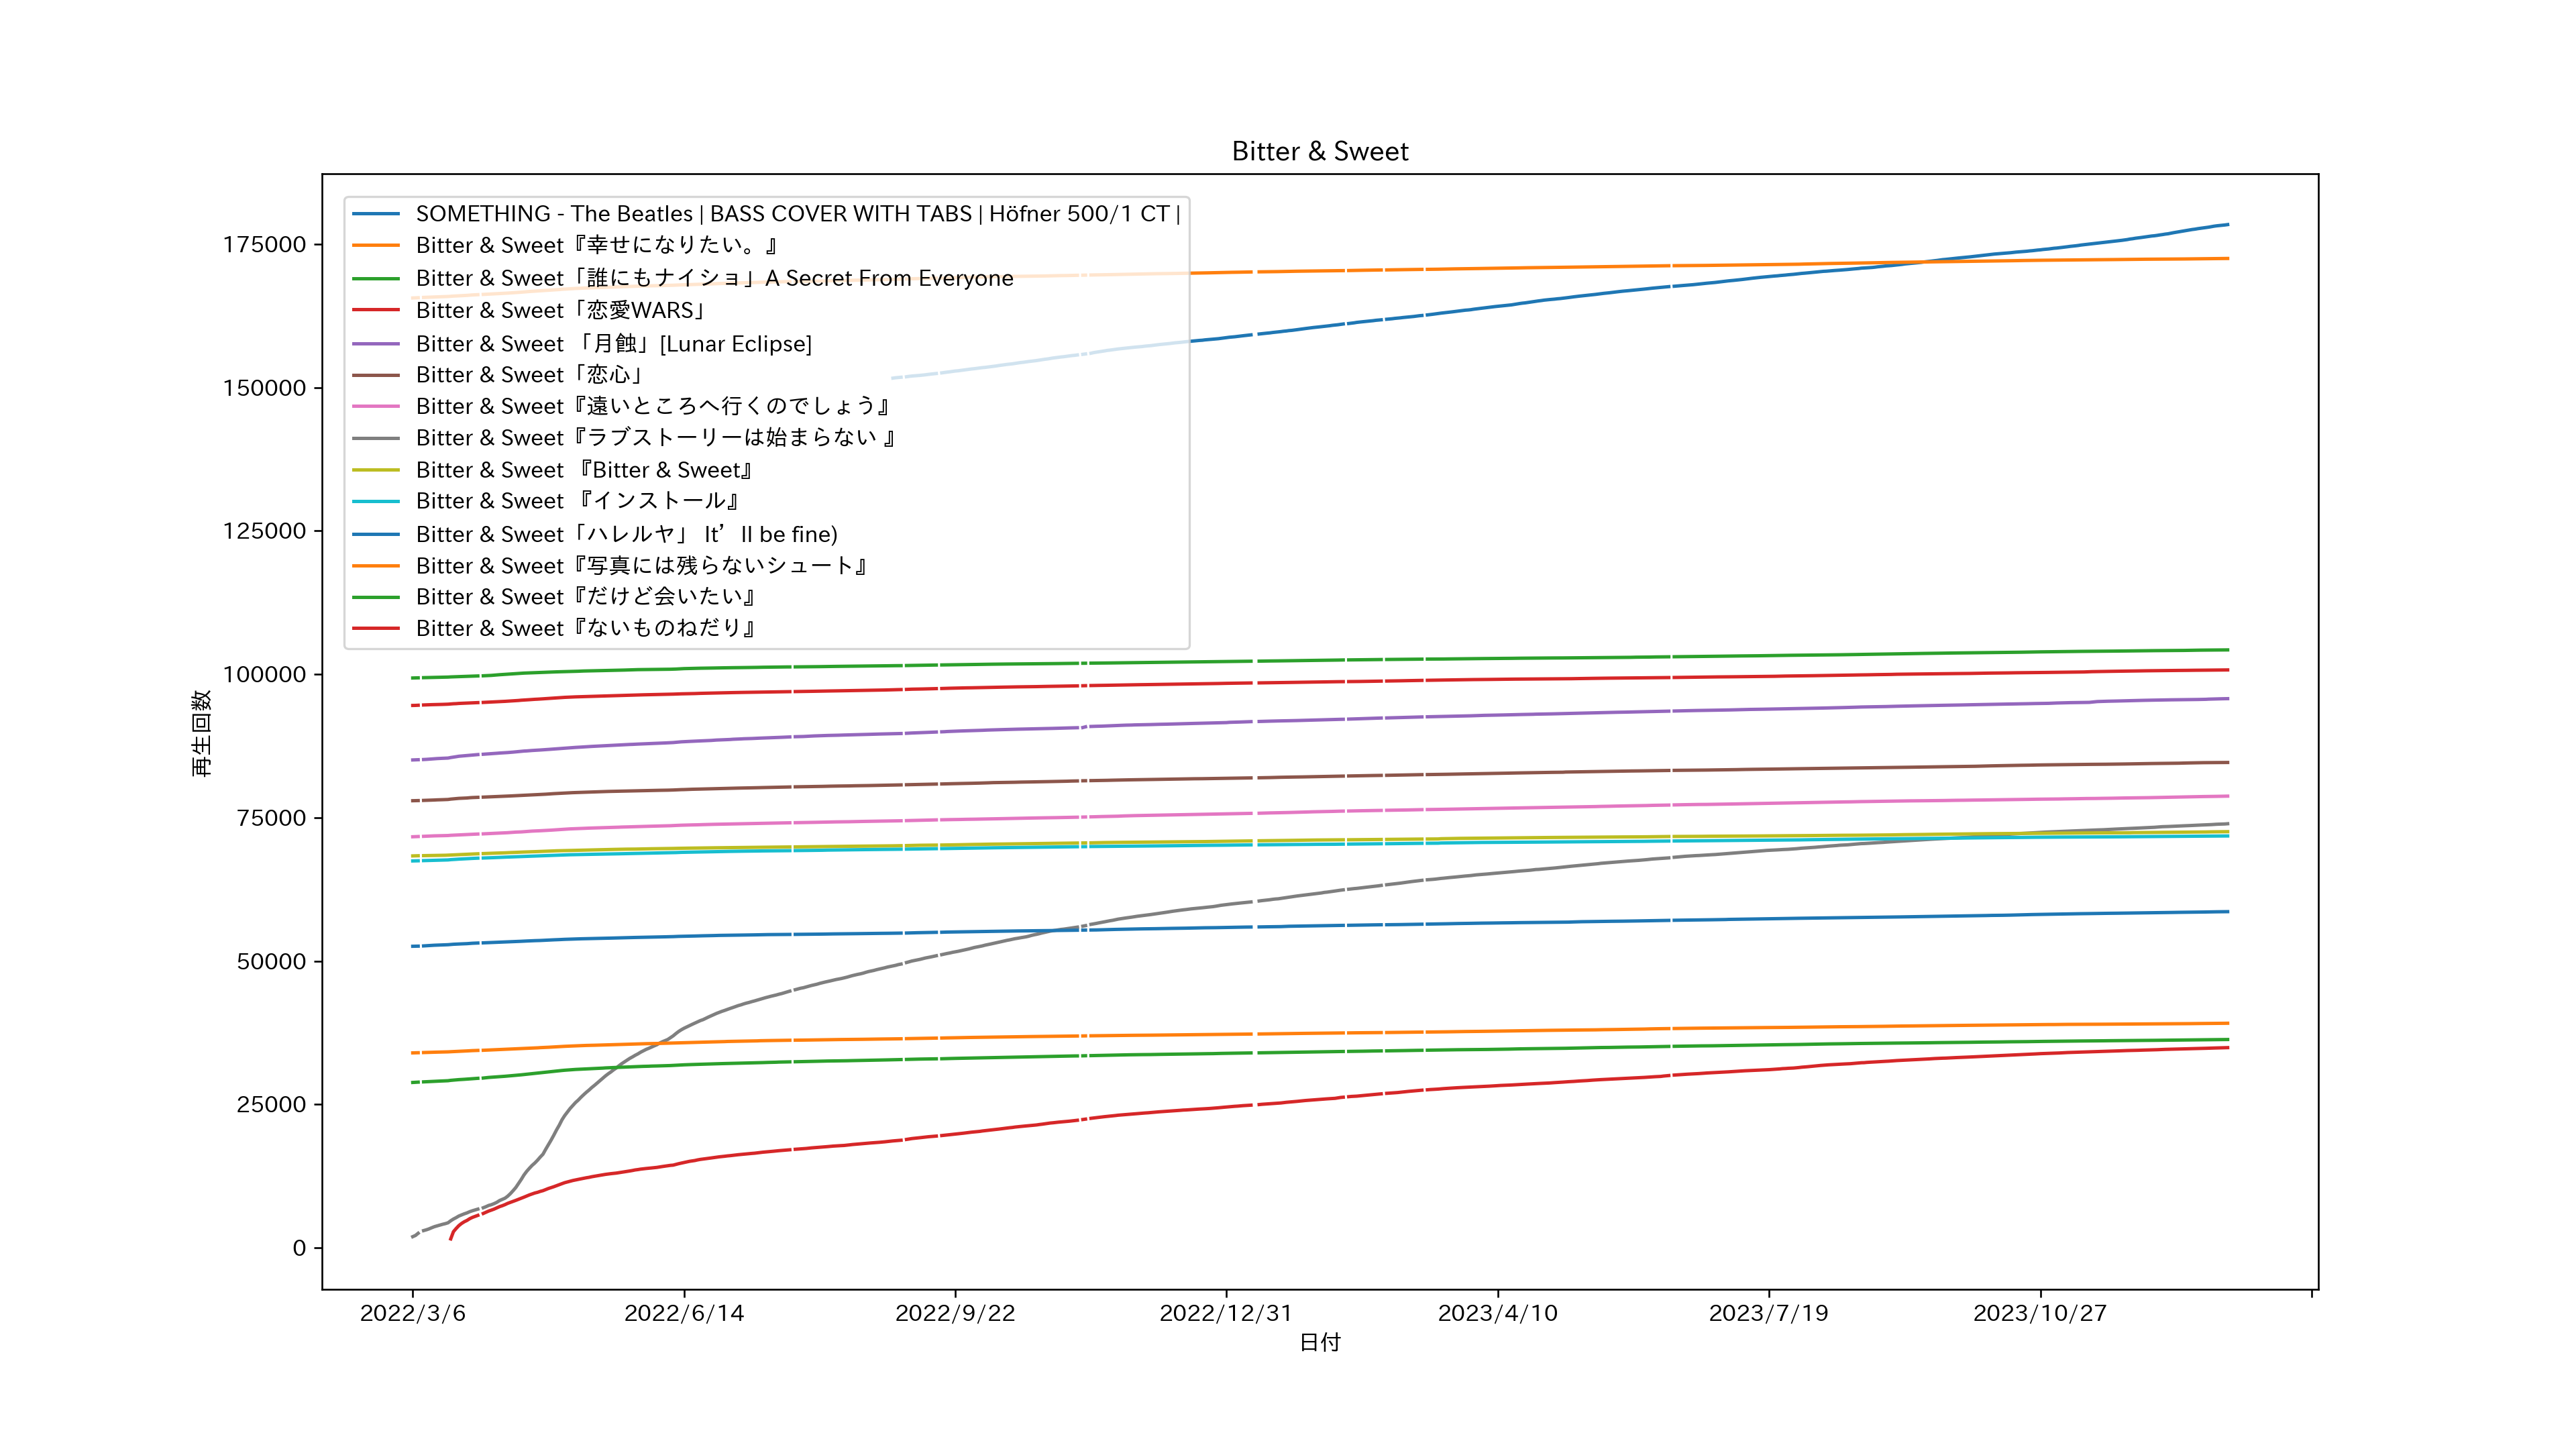 Bitter & Sweet
SOMETHING - The Beatles | BASS COVER WITH TABS | Höfner 500/1 CT |
Bitter & Sweet『幸せになりたい。』
Bitter & Sweet「誰にもナイショ」A Secret From Everyone
Bitter & Sweet「恋愛WARS」
Bitter & Sweet 「月蝕」[Lunar Eclipse]
Bitter & Sweet「恋心」
Bitter & Sweet『遠いところへ行くのでしょう』
Bitter & Sweet『ラブストーリーは始まらない 』
Bitter & Sweet 『Bitter & Sweet』
Bitter & Sweet 『インストール』
Bitter & Sweet「ハレルヤ」 It’ll be fine)
Bitter & Sweet『写真には残らないシュート』
Bitter & Sweet『だけど会いたい』
Bitter & Sweet『ないものねだり』
175000
150000
125000
100000
75000
50000
25000
0
再生回数
2022/3/6
2022/6/14
2022/9/22
2022/12/31
2023/4/10
2023/7/19
2023/10/27
日付